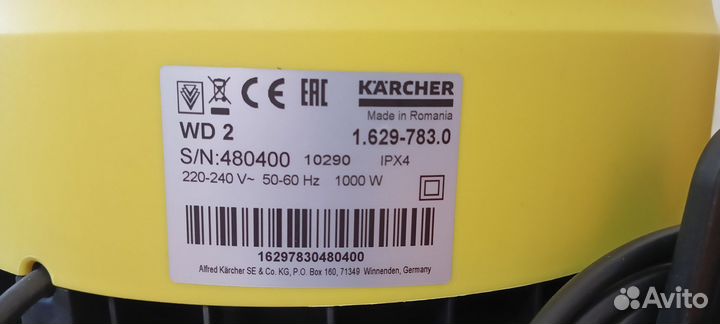 CE EAC KÄRCHER
Made in Romania
WD 2 1.629-783.0
S/N:480400 10290 IPX4
220-240 V~ 50-60 Hz 1000 W
16297830480400
Alfred Kärcher SE & Co. KG, P.O. Box 160, 71349 Winnenden, Germany
Avito